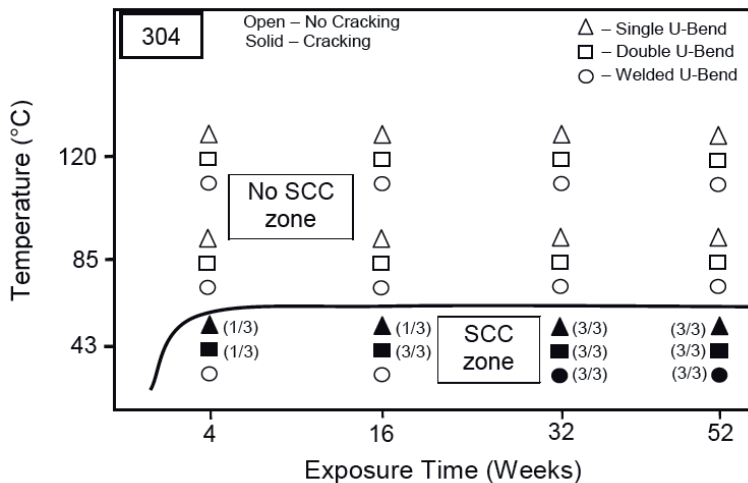 304
Open – No Cracking
Solid – Cracking
– Single U-Bend
– Double U-Bend
– Welded U-Bend
Temperature (°C)
120
85
43
No SCC
zone
SCC
zone
(1/3)
(1/3)
(3/3)
(3/3)
(1/3)
(3/3)
(3/3)
(3/3)
(3/3)
(3/3)
4
16
32
52
Exposure Time (Weeks)